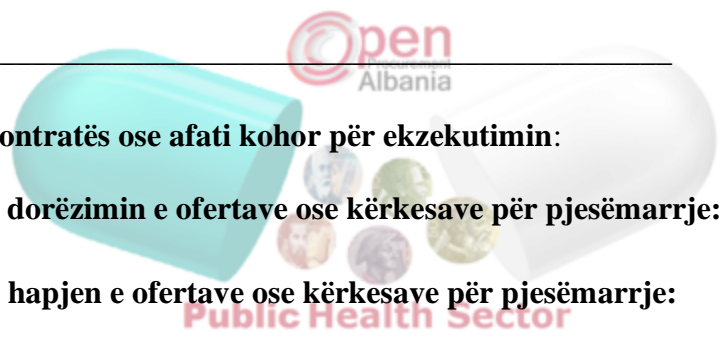 Open
Procurement
Albania
ontratës ose afati kohor për ekzekutimin:
dorëzimin e ofertave ose kërkesave për pjesëmarrje:
hapjen e ofertave ose kërkesave për pjesëmarrje:
Public Health Sector